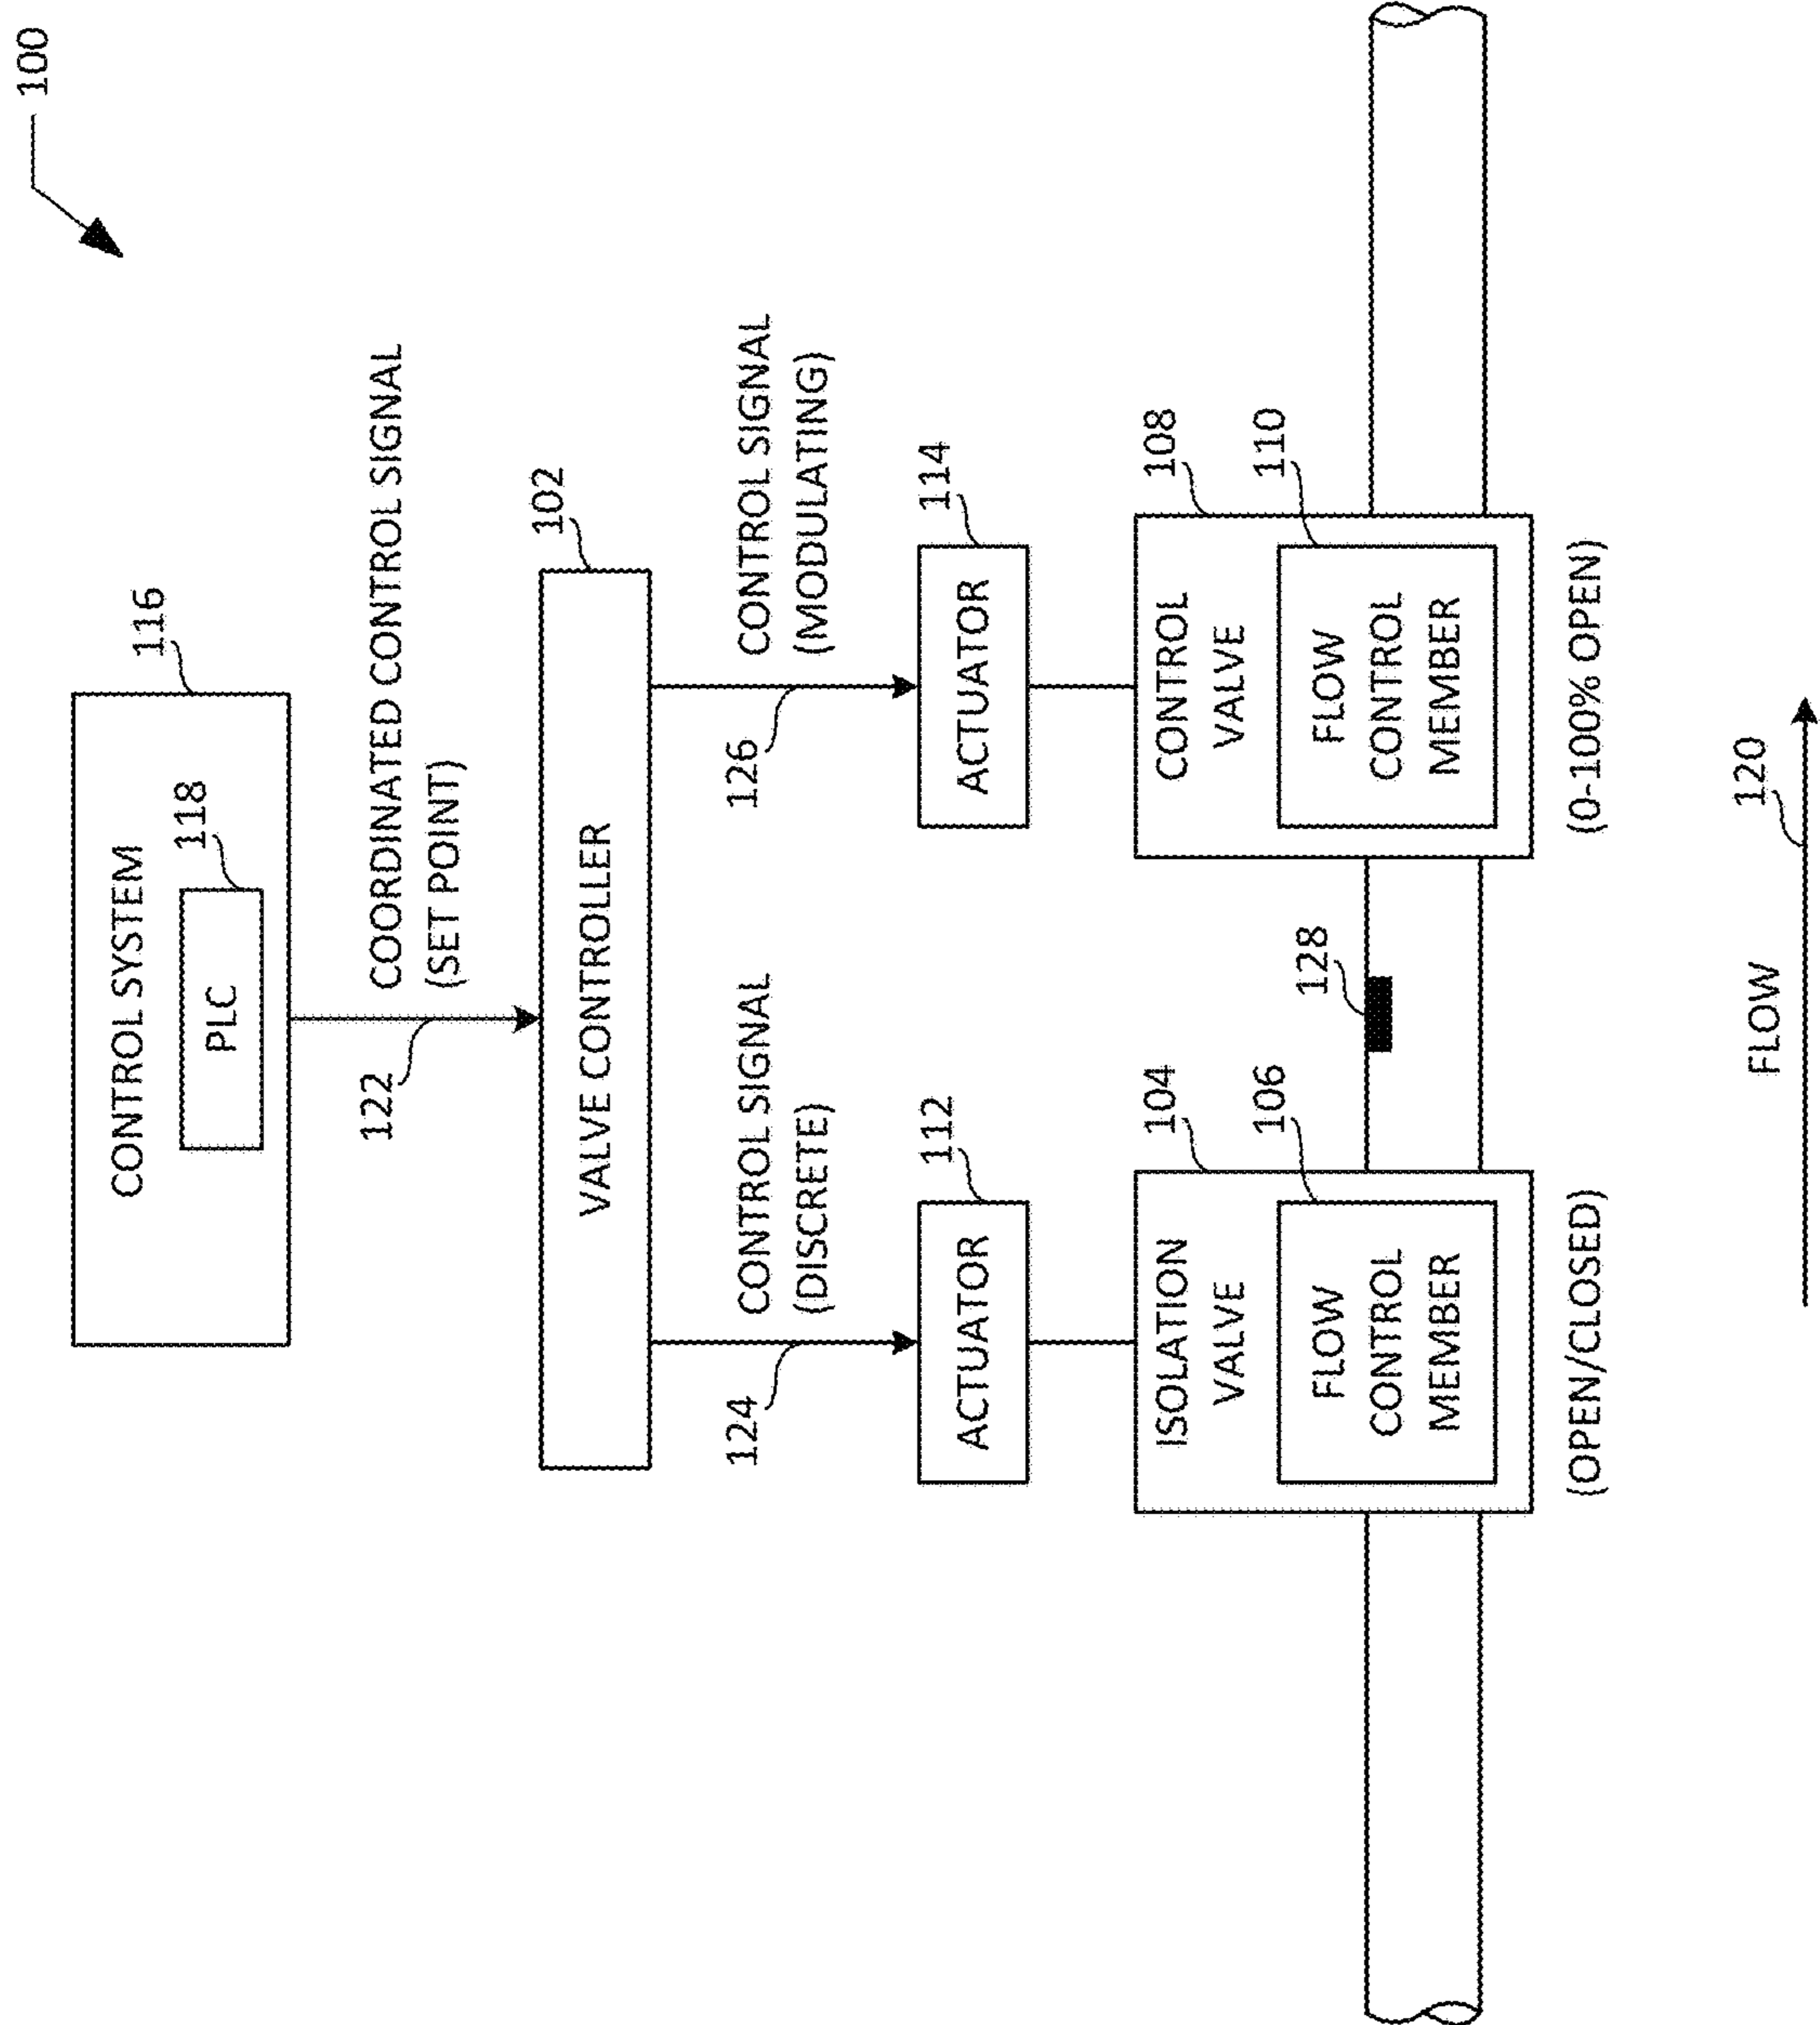 100
116
CONTROL SYSTEM
118
PLC
COORDINATED CONTROL SIGNAL
(SET POINT)
122
102
VALVE CONTROLLER
CONTROL SIGNAL
(DISCRETE)
124
CONTROL SIGNAL
(MODULATING)
126
112
ACTUATOR
114
ACTUATOR
104
ISOLATION
VALVE
106
FLOW
CONTROL
MEMBER
(OPEN/CLOSED)
128
108
CONTROL
VALVE
110
FLOW
CONTROL
MEMBER
(0-100% OPEN)
FLOW
120